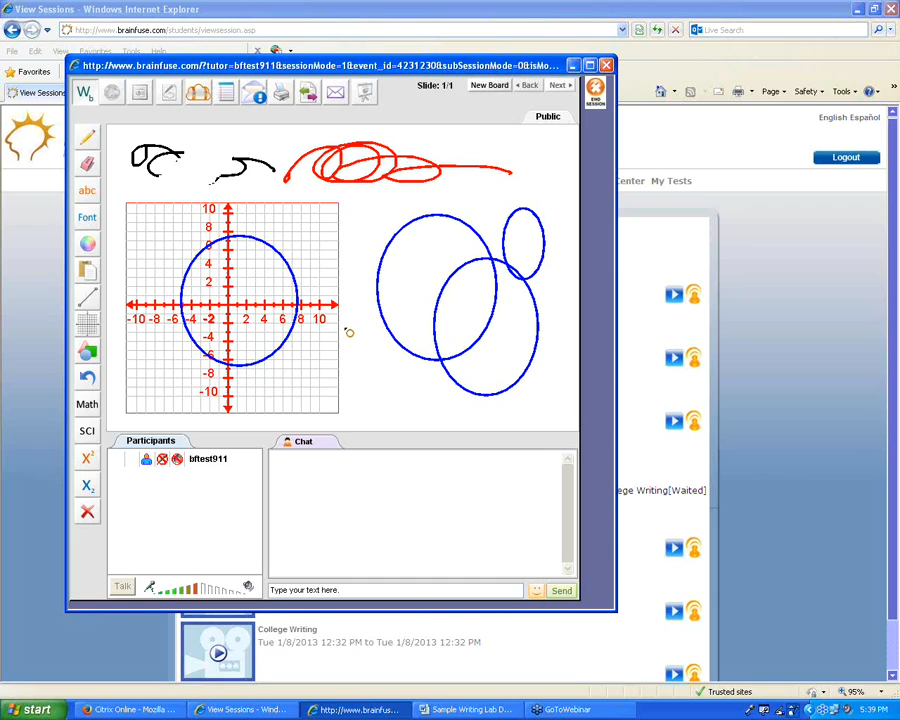 View Sessions - Windows Internet Explorer
http://www.brainfuse.com/students/viewsession.asp
Live Search
File Edit View Favorites Tools Help
Favorites
View Sessions
Page Safety Tools
http://www.brainfuse.com/?tutor=bftest911&sessionMode=1&event_id=4231230&subSessionMode=0&isMo...
Slide: 1/1 New Board Back Next
END SESSION
Public
English Español
Logout
Center My Tests
abc
Font
Math
SCI
X²
X₂
10
8
6
4
2
-10 -8 -6 -4 -2 2 4 6 8 10
-4
-6
-8
-10
Participants
bftest911
Chat
Talk
Type your text here.
Send
ege Writing[Waited]
College Writing
Tue 1/8/2013 12:32 PM to Tue 1/8/2013 12:32 PM
Trusted sites
95%
start
Citrix Online - Mozilla ...
View Sessions - Wind...
http://www.brainfus...
Sample Writing Lab D...
GoToWebinar
5:39 PM